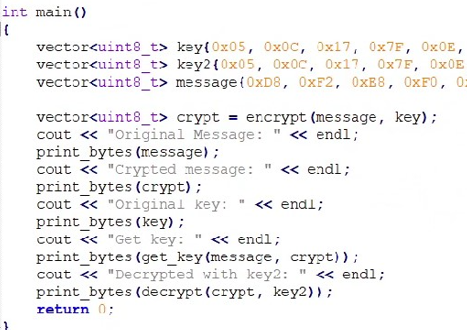 int main()
{
vector<uint8_t> key{0x05, 0x0C, 0x17, 0x7F, 0x0E,
vector<uint8_t> key2{0x05, 0x0C, 0x17, 0x7F, 0x0E
vector<uint8_t> message{0xD8, 0xF2, 0xE8, 0xF0,
vector<uint8_t> crypt = encrypt(message, key);
cout << "Original Message: " << endl;
print_bytes(message);
cout << "Crypted message: " << endl;
print_bytes(crypt);
cout << "Original key: " << endl;
print_bytes(key);
cout << "Get key: " << endl;
print_bytes(get_key(message, crypt));
cout << "Decrypted with key2: " << endl;
print_bytes(decrypt(crypt, key2));
return 0;
}